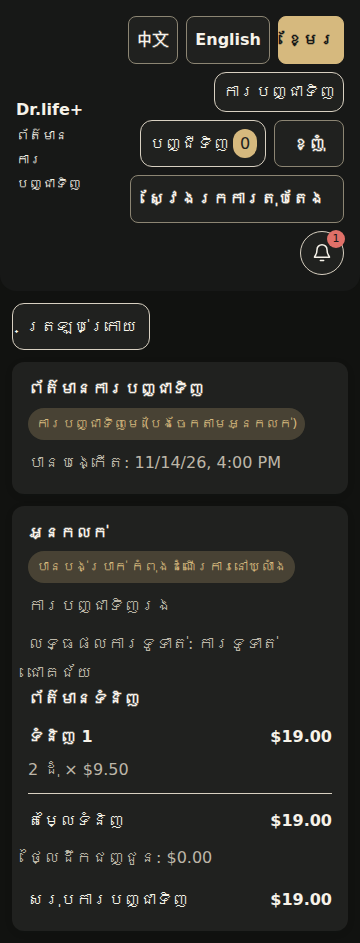 中文
English
ខ្មែរ
ការបញ្ជាទិញ
Dr.life+
ព័ត៌មាន
ការ
បញ្ជាទិញ
បញ្ជីទិញ 0
ខ្ញុំ
ស្វែងរកការតុបតែង
1
ត្រឡប់ក្រោយ
ព័ត៌មានការបញ្ជាទិញ
ការបញ្ជាទិញមេ (បែងចែកតាមអ្នកលក់)
បានបង្កើត: 11/14/26, 4:00 PM
អ្នកលក់
បានបង់ប្រាក់ កំពុងដំណើរការនៅឃ្លាំង
ការបញ្ជាទិញរង
លទ្ធផលការទូទាត់: ការទូទាត់
ជោគជ័យ
ព័ត៌មានទំនិញ
ទំនិញ 1 $19.00
2 ដុំ × $9.50
តម្លៃទំនិញ $19.00
ថ្លៃដឹកជញ្ជូន: $0.00
សរុបការបញ្ជាទិញ $19.00